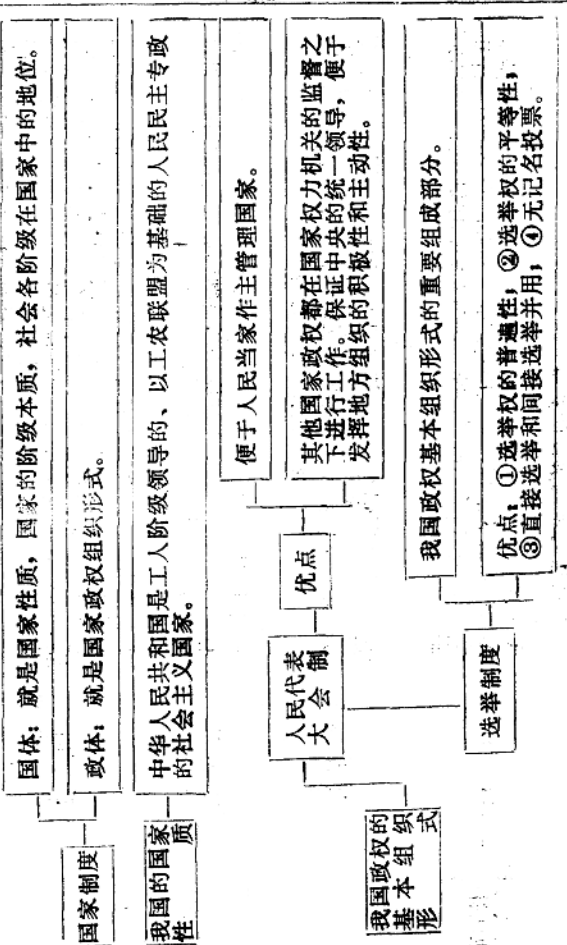 国家制度
国体：就是国家性质，国家的阶级本质，社会各阶级在国家中的地位。
政体：就是国家政权组织形式。
我国的国家
性质
中华人民共和国是工人阶级领导的、以工农联盟为基础的人民民主专政
的社会主义国家。
我国政权的
基本组织
形式
人民代表
大会制
优点
便于人民当家作主管理国家。
其他国家政权都在国家权力机关的监督之
下进行工作。保证中央的统一领导，便于
发挥地方组织的积极性和主动性。
选举制度
我国政权基本组织形式的重要组成部分。
优点：①选举权的普遍性；②选举权的平等性；
③直接选举和间接选举并用；④无记名投票。